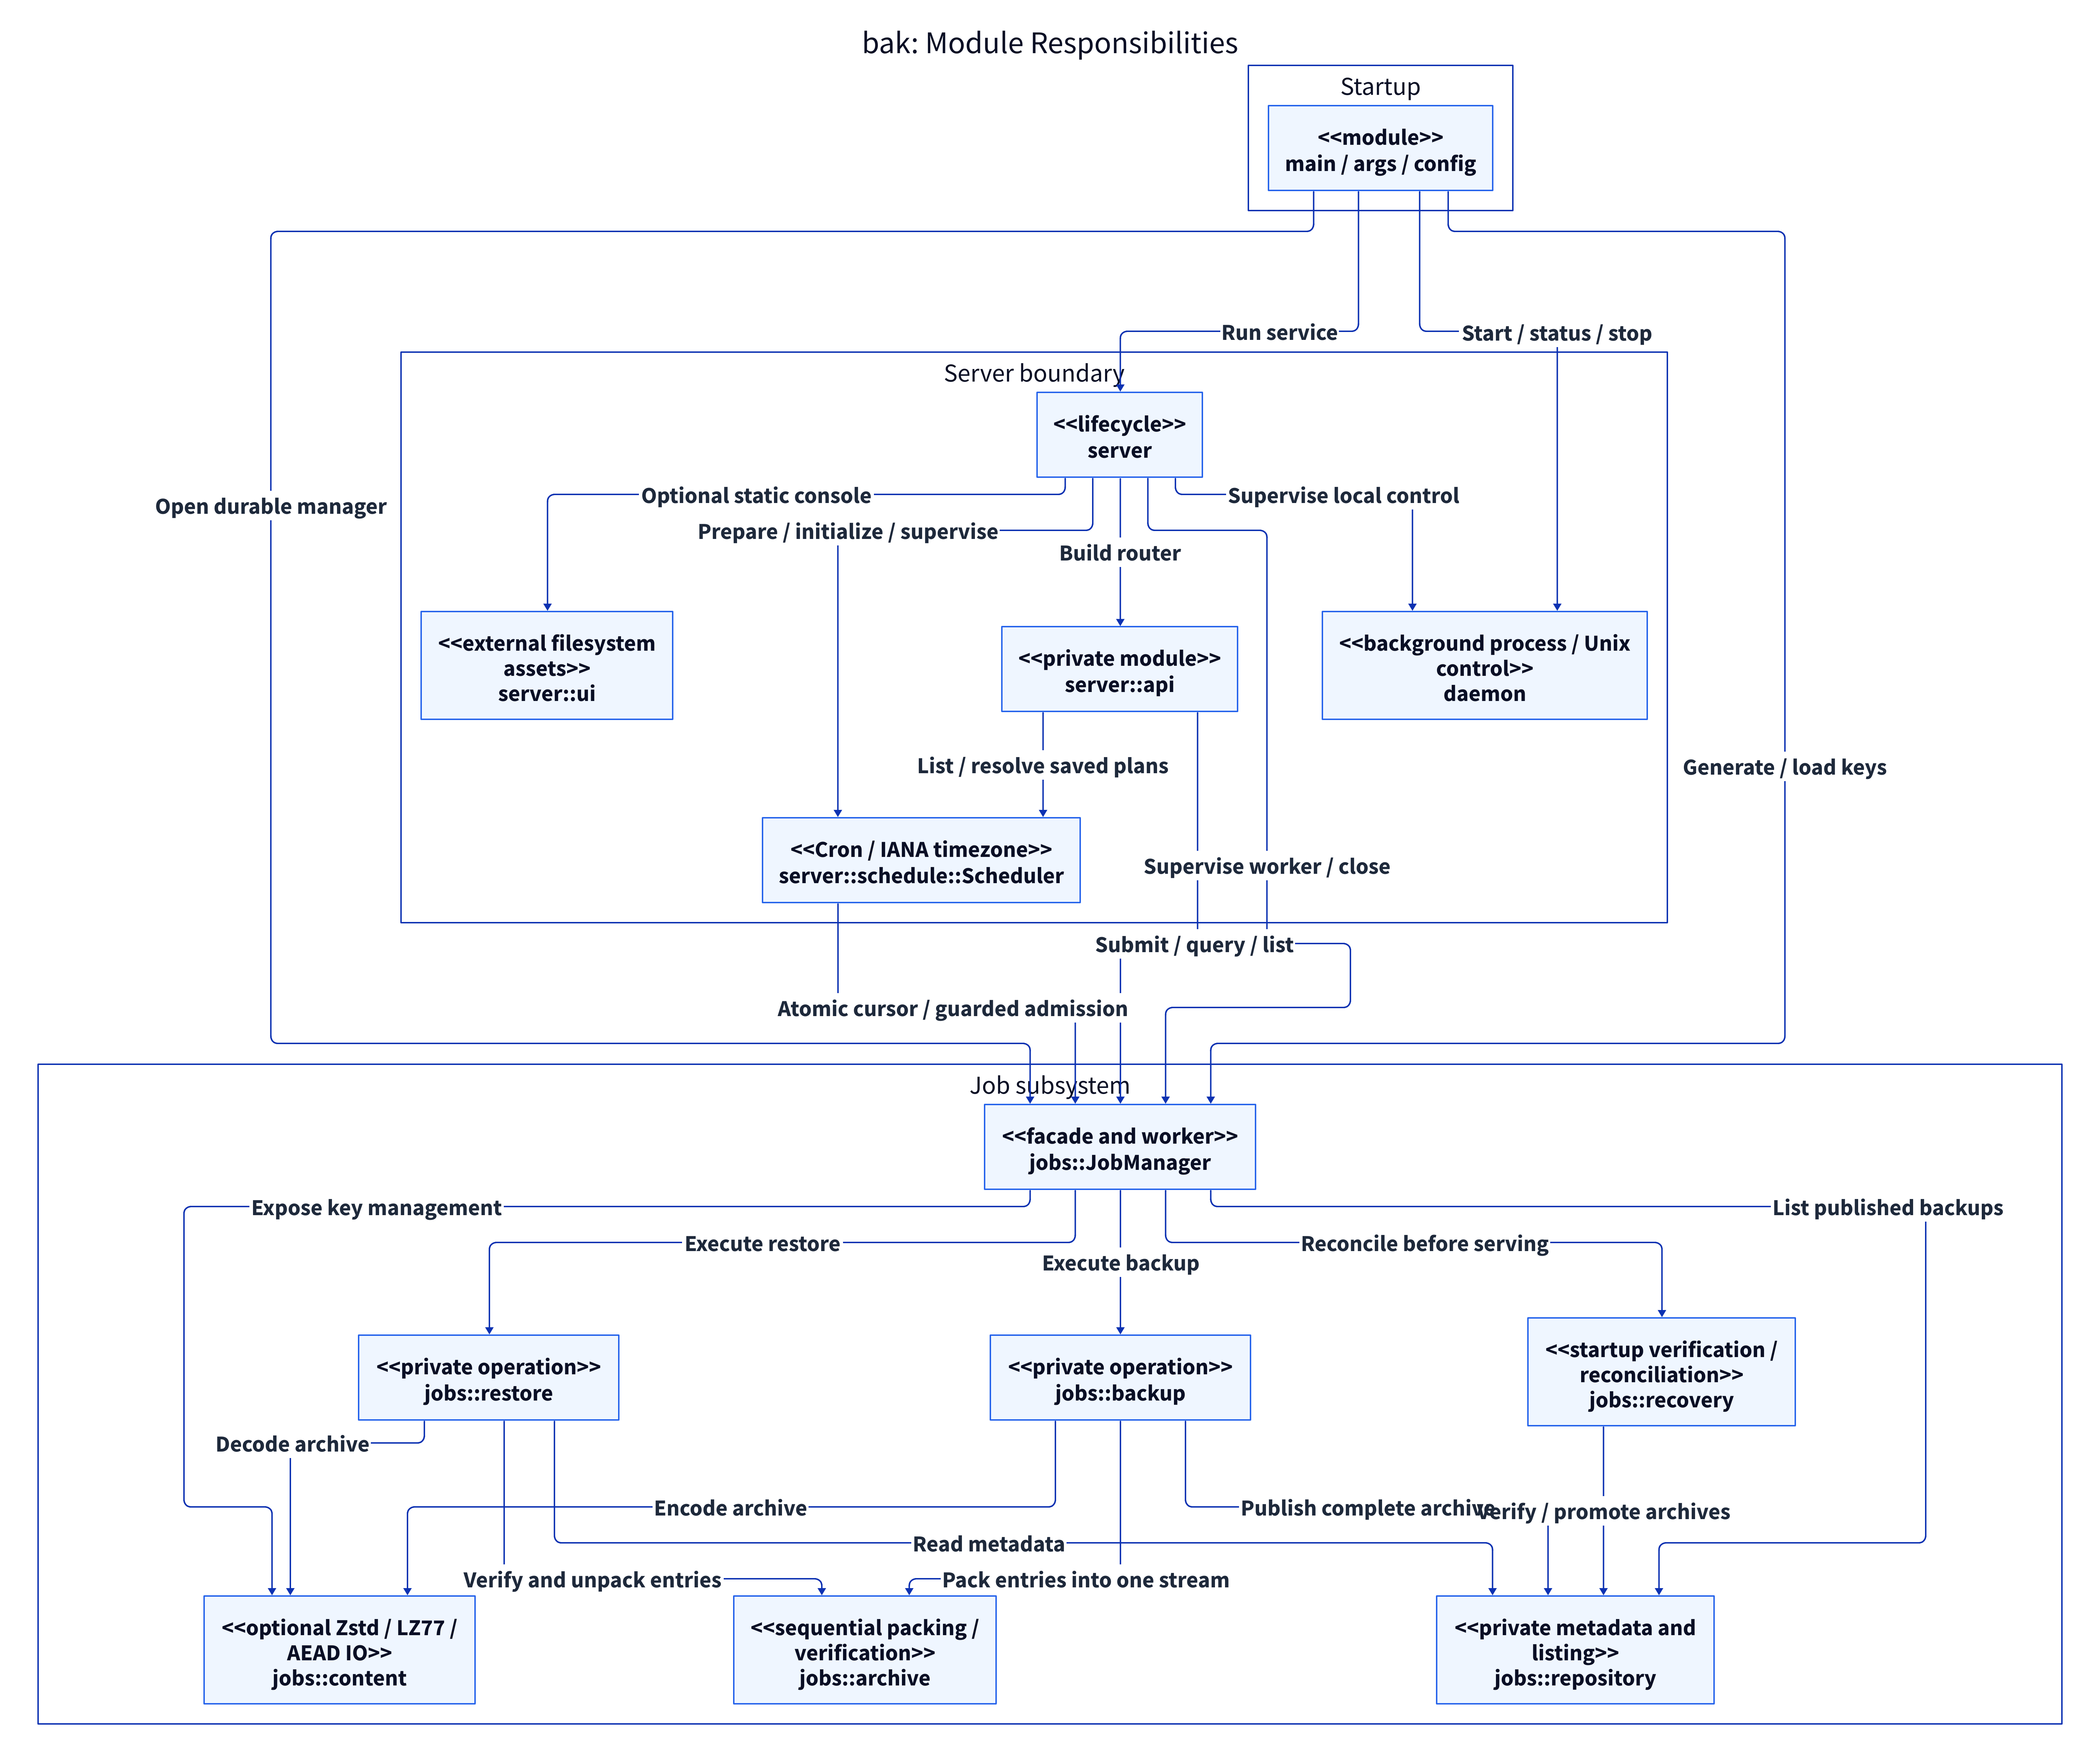 bak: Module Responsibilities
Startup
<<module>>
main / args / config
Run service
Start / status / stop
Server boundary
<<lifecycle>>
server
Optional static console
Supervise local control
Open durable manager
Prepare / initialize / supervise
Build router
<<external filesystem
assets>>
server::ui
<<private module>>
server::api
<<background process / Unix
control>>
daemon
List / resolve saved plans
Generate / load keys
<<Cron / IANA timezone>>
server::schedule::Scheduler
Supervise worker / close
Submit / query / list
Atomic cursor / guarded admission
Job subsystem
<<facade and worker>>
jobs::JobManager
Expose key management
List published backups
Execute restore
Reconcile before serving
Execute backup
<<private operation>>
jobs::restore
<<private operation>>
jobs::backup
<<startup verification /
reconciliation>>
jobs::recovery
Decode archive
Encode archive
Publish complete archive
Verify / promote archives
Read metadata
Verify and unpack entries
Pack entries into one stream
<<optional Zstd / LZ77 /
AEAD IO>>
jobs::content
<<sequential packing /
verification>>
jobs::archive
<<private metadata and
listing>>
jobs::repository